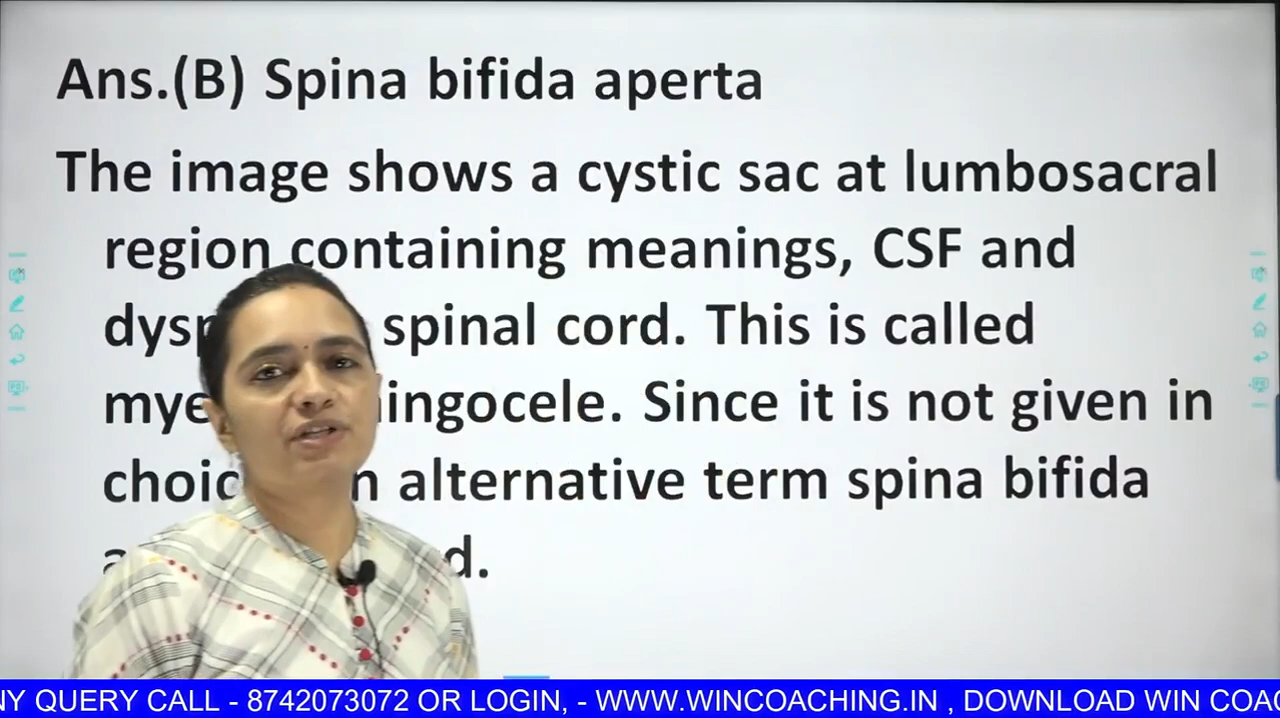 Ans.(B) Spina bifida aperta
The image shows a cystic sac at lumbosacral
region containing meanings, CSF and
spinal cord. This is called
Since it is not given in
alternative term spina bifida
NY QUERY CALL - 8742073072 OR LOGIN, - WWW.WINCOACHING.IN , DOWNLOAD WIN COAC